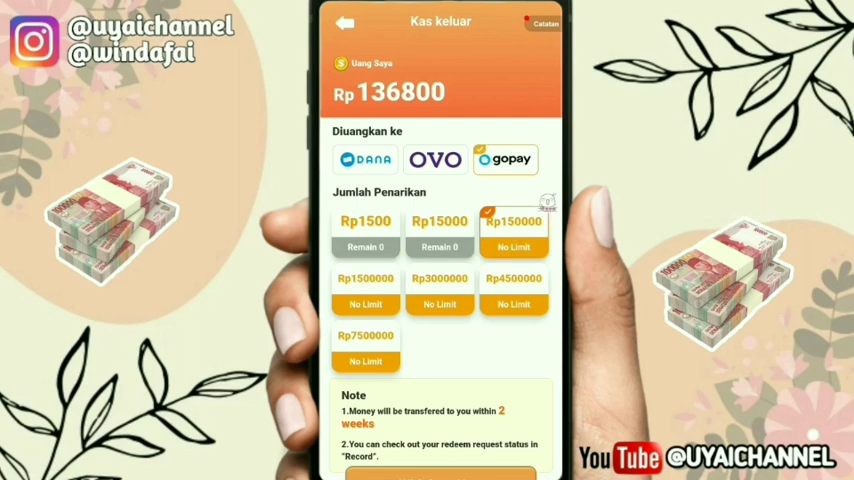 @uyaichannel
@windafai
Kas keluar
Catatan
Uang Saya
Rp 136800
Diuangkan ke
DANA
OVO
gopay
Jumlah Penarikan
Rp1500
Rp15000
Rp150000
Remain 0
Remain 0
No Limit
Rp1500000
Rp3000000
Rp4500000
No Limit
No Limit
No Limit
Rp7500000
No Limit
Note
1.Money will be transfered to you within 2
weeks
2.You can check out your redeem request status in
"Record".
YouTube @UYAICHANNEL